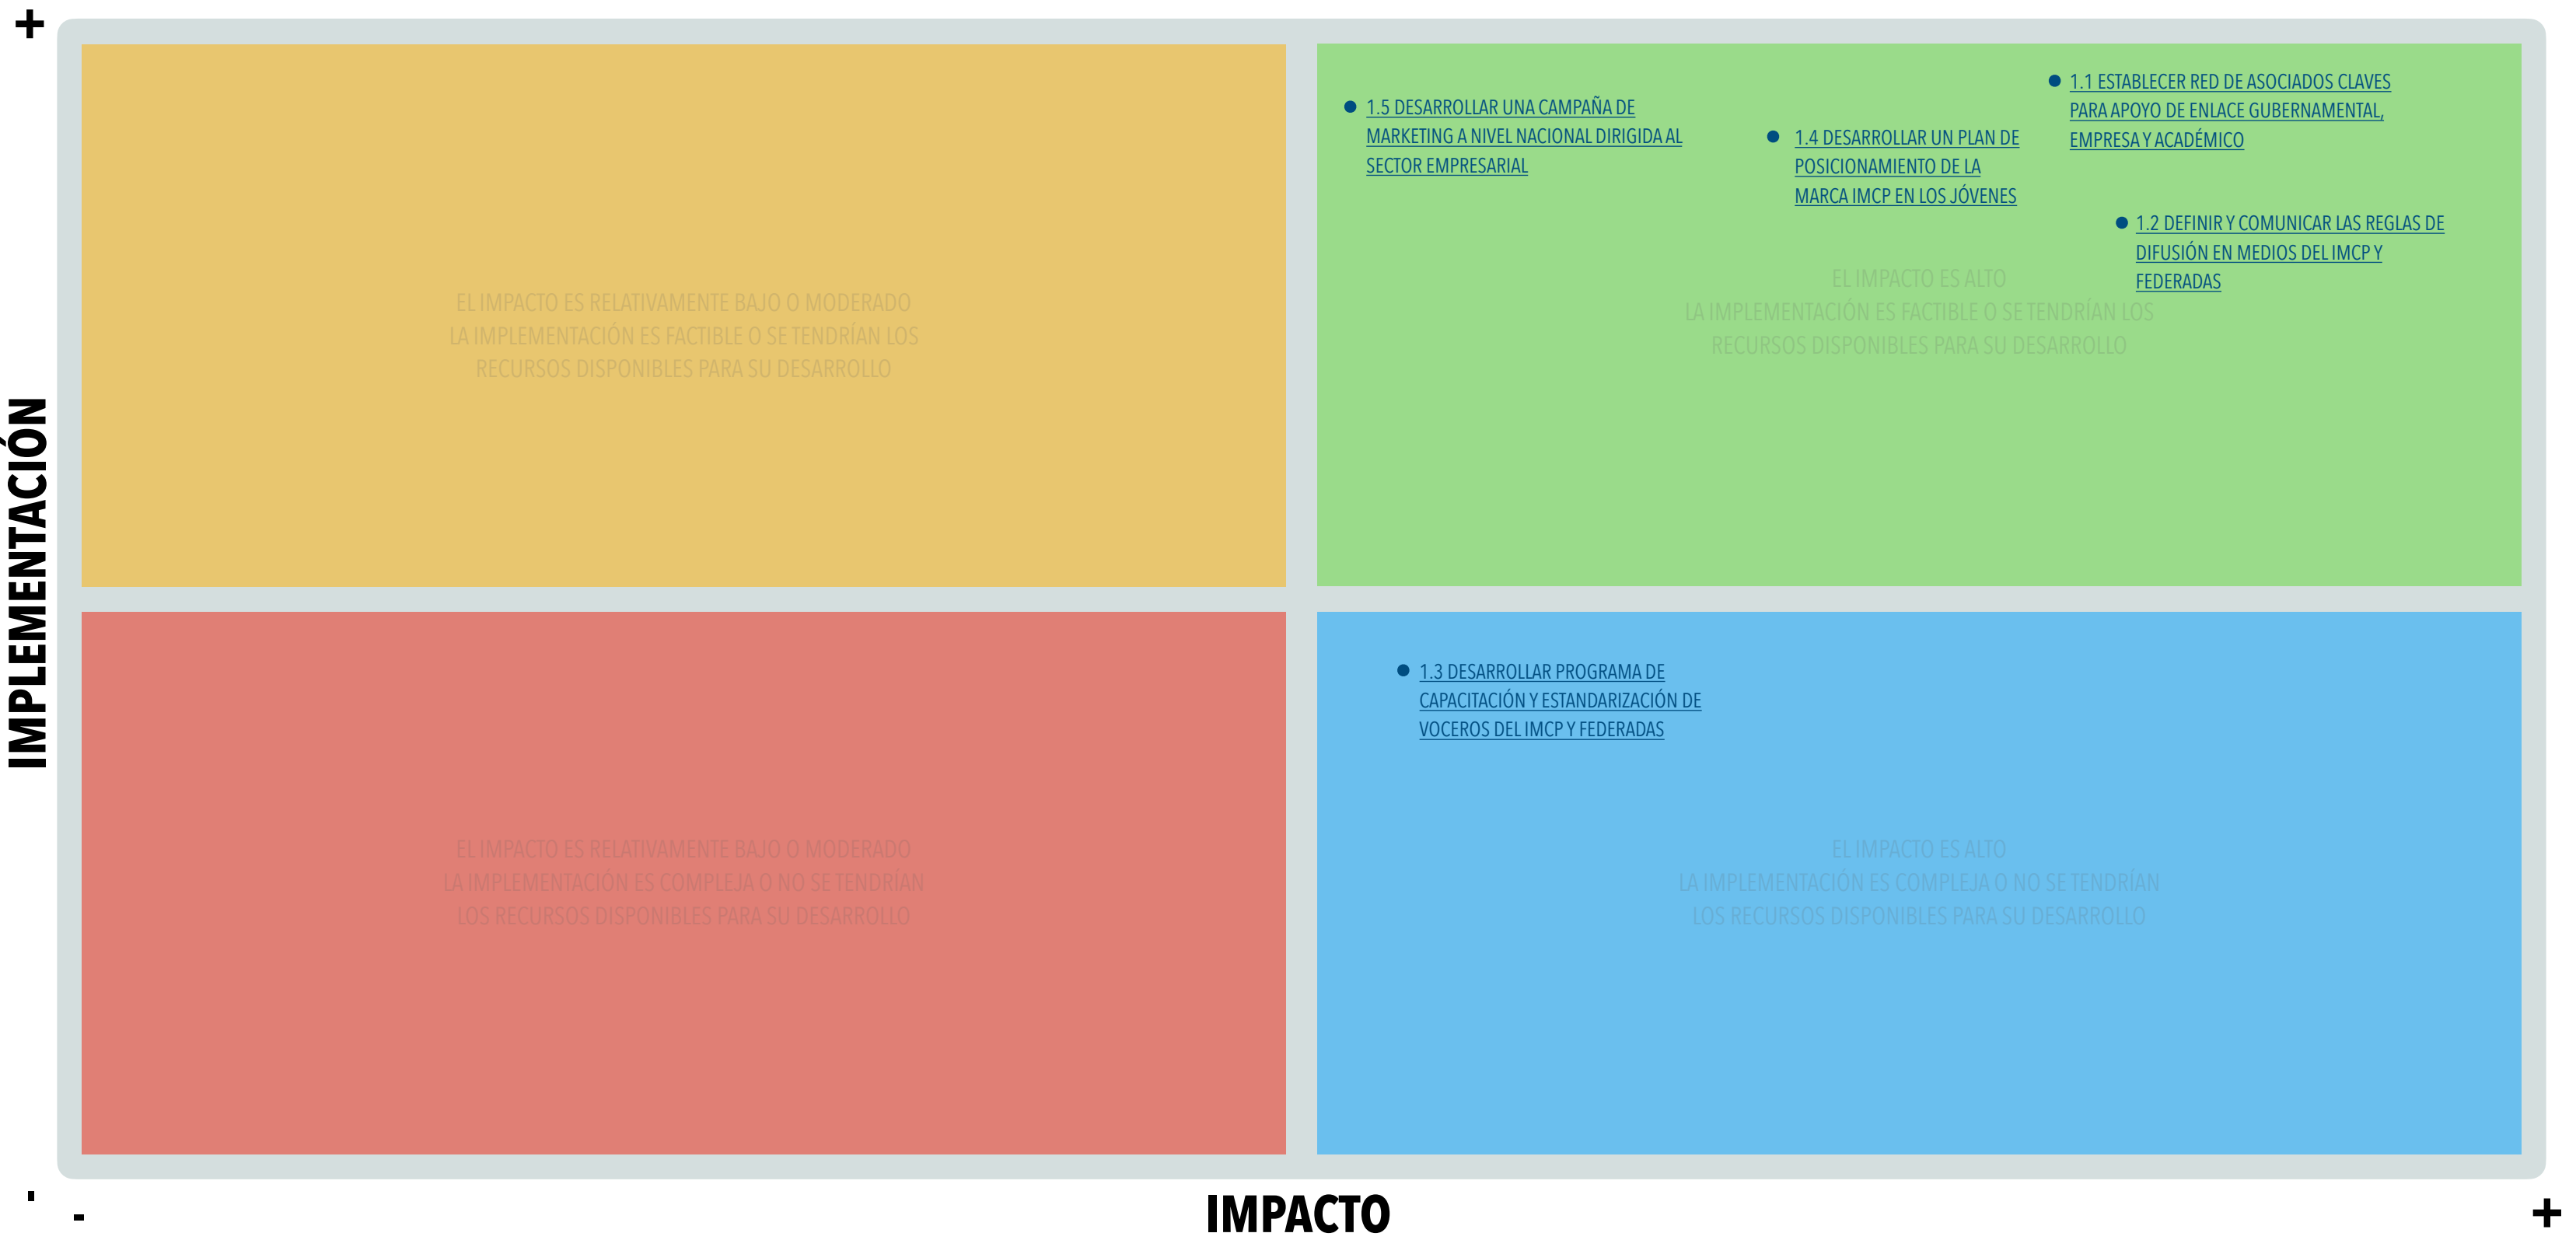 +
IMPLEMENTACIÓN
EL IMPACTO ES RELATIVAMENTE BAJO O MODERADO
LA IMPLEMENTACIÓN ES FACTIBLE O SE TENDRÍAN LOS
RECURSOS DISPONIBLES PARA SU DESARROLLO
1.5 DESARROLLAR UNA CAMPAÑA DE
MARKETING A NIVEL NACIONAL DIRIGIDA AL
SECTOR EMPRESARIAL
1.4 DESARROLLAR UN PLAN DE
POSICIONAMIENTO DE LA
MARCA IMCP EN LOS JÓVENES
1.1 ESTABLECER RED DE ASOCIADOS CLAVES
PARA APOYO DE ENLACE GUBERNAMENTAL,
EMPRESA Y ACADÉMICO
1.2 DEFINIR Y COMUNICAR LAS REGLAS DE
DIFUSIÓN EN MEDIOS DEL IMCP Y
FEDERADAS
EL IMPACTO ES ALTO
LA IMPLEMENTACIÓN ES FACTIBLE O SE TENDRÍAN LOS
RECURSOS DISPONIBLES PARA SU DESARROLLO
EL IMPACTO ES RELATIVAMENTE BAJO O MODERADO
LA IMPLEMENTACIÓN ES COMPLEJA O NO SE TENDRÍAN
LOS RECURSOS DISPONIBLES PARA SU DESARROLLO
1.3 DESARROLLAR PROGRAMA DE
CAPACITACIÓN Y ESTANDARIZACIÓN DE
VOCEROS DEL IMCP Y FEDERADAS
EL IMPACTO ES ALTO
LA IMPLEMENTACIÓN ES COMPLEJA O NO SE TENDRÍAN
LOS RECURSOS DISPONIBLES PARA SU DESARROLLO
-
-
IMPACTO
+